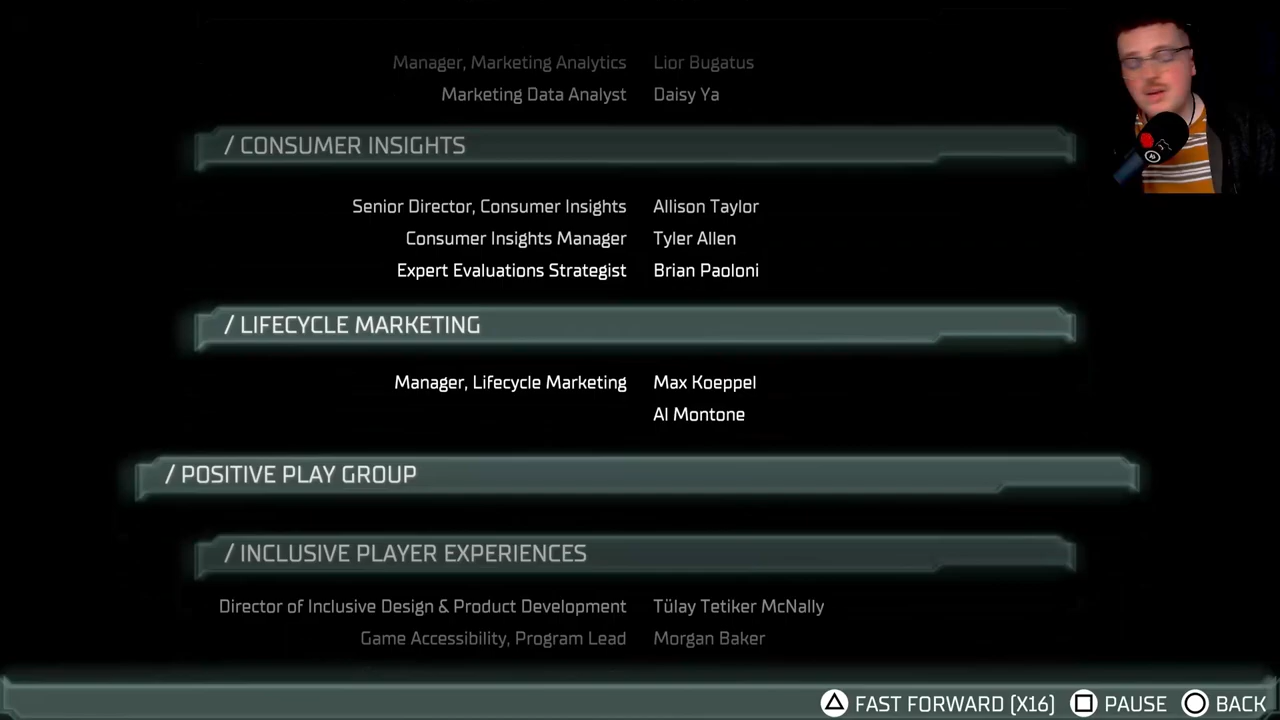 Manager, Marketing Analytics Lior Bugatus
Marketing Data Analyst Daisy Ya
/ CONSUMER INSIGHTS
Senior Director, Consumer Insights Allison Taylor
Consumer Insights Manager Tyler Allen
Expert Evaluations Strategist Brian Paoloni
/ LIFECYCLE MARKETING
Manager, Lifecycle Marketing Max Koeppel
Al Montone
/ POSITIVE PLAY GROUP
/ INCLUSIVE PLAYER EXPERIENCES
Director of Inclusive Design & Product Development Tülay Tetiker McNally
Game Accessibility, Program Lead Morgan Baker
FAST FORWARD (X16) PAUSE BACK